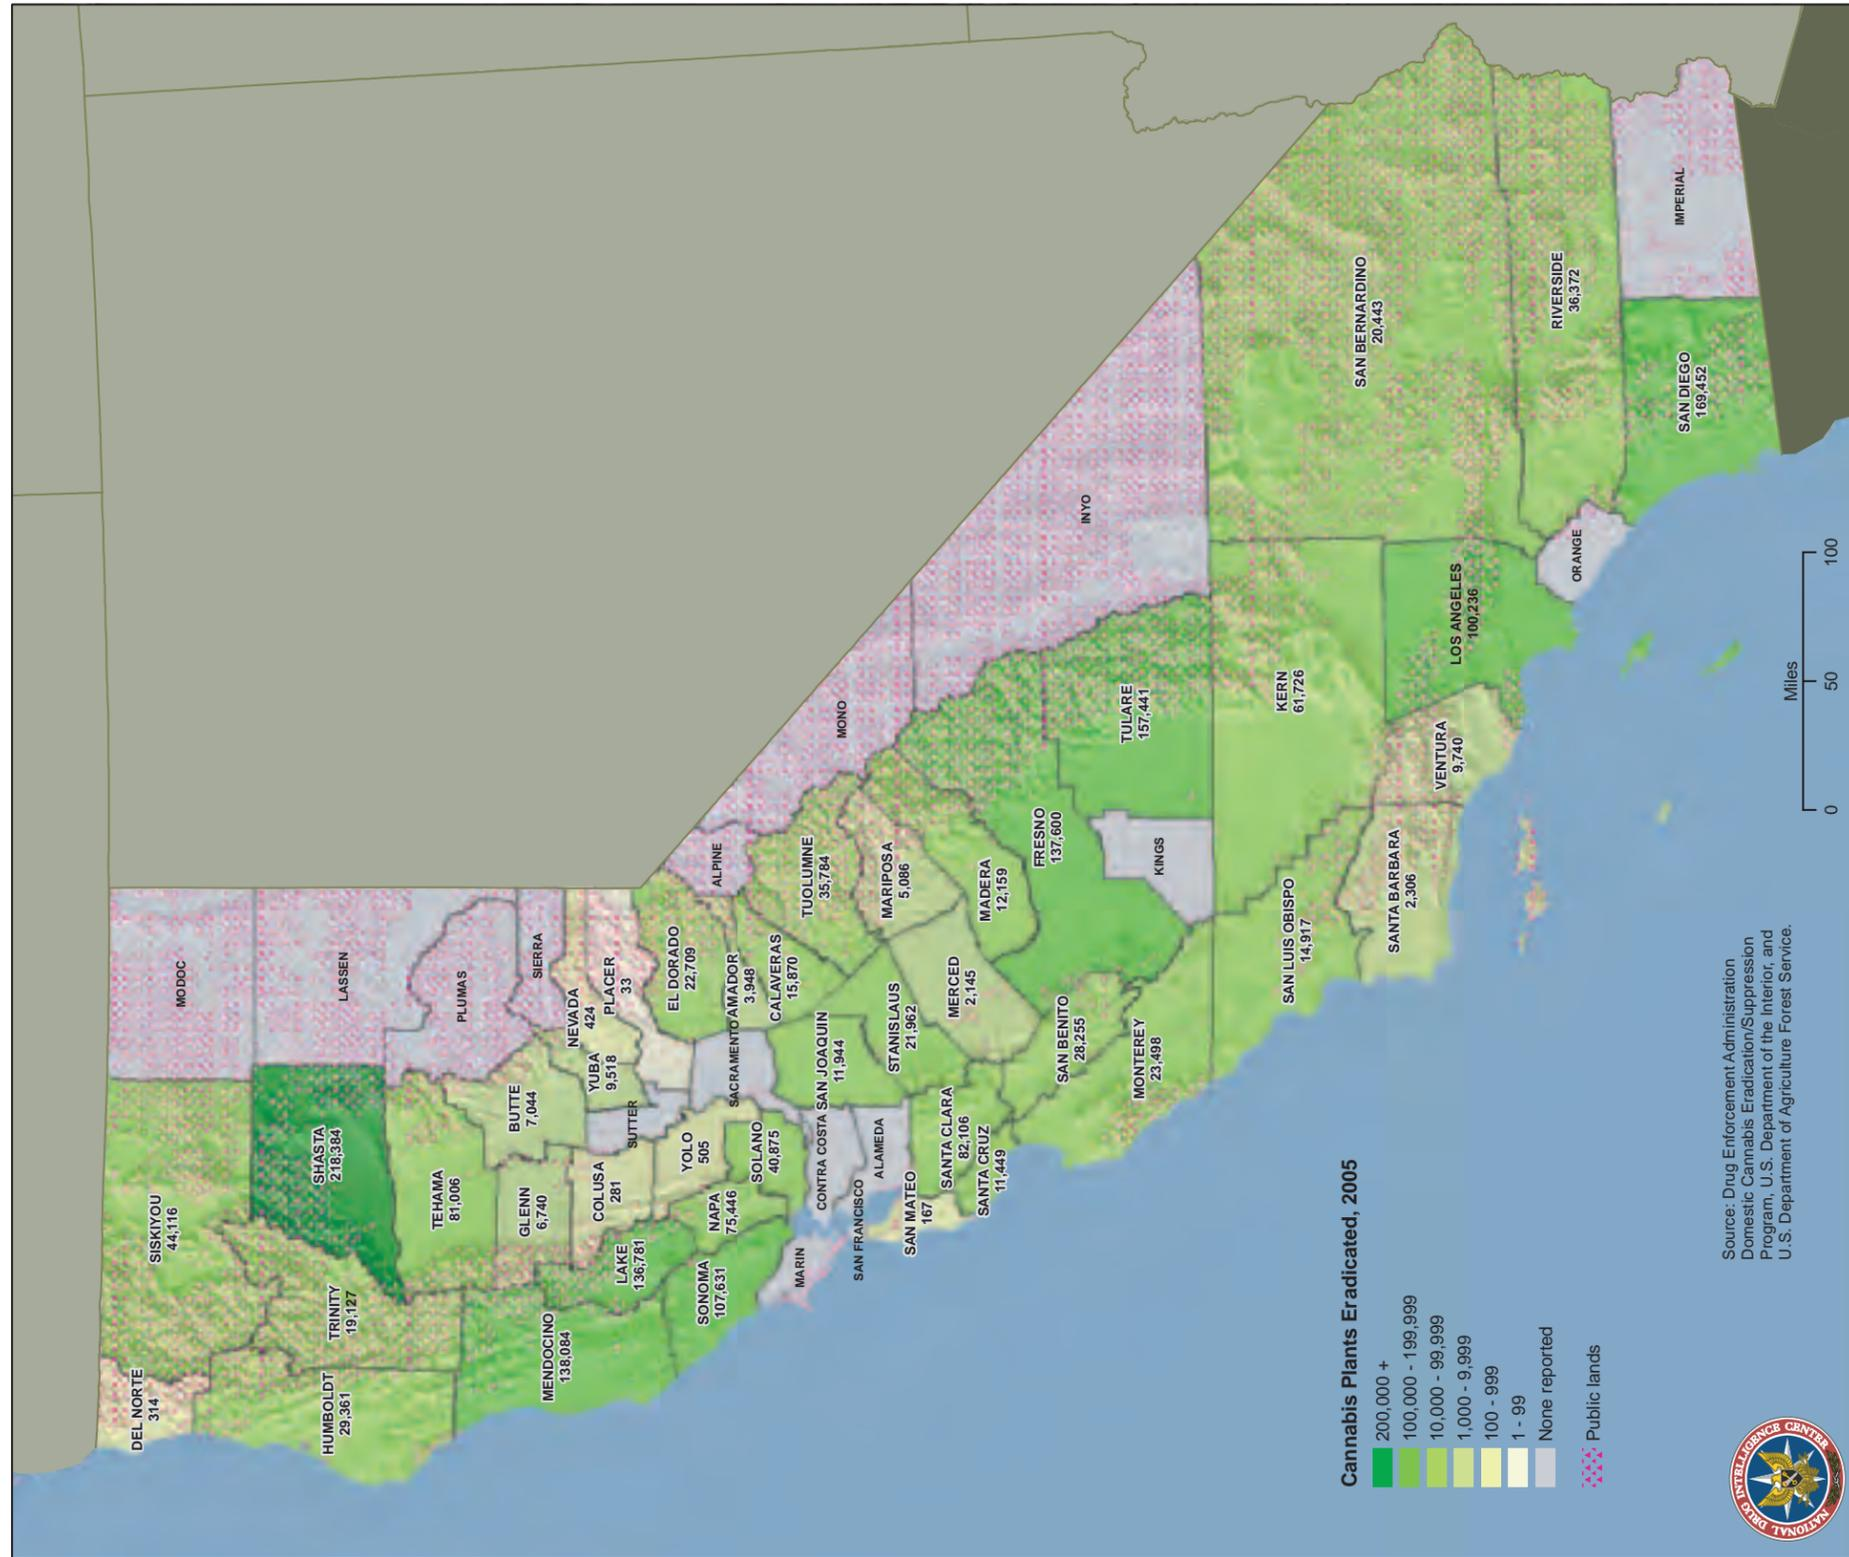 DEL NORTE
314
SISKIYOU
44,116
MODOC
HUMBOLDT
29,361
TRINITY
19,127
SHASTA
218,384
LASSEN
TEHAMA
81,006
PLUMAS
MENDOCINO
138,084
GLENN
6,740
BUTTE
7,044
SIERRA
COLUSA
281
YUBA
9,518
NEVADA
424
LAKE
136,781
SUTTER
PLACER
33
SONOMA
107,631
NAPA
75,446
YOLO
505
EL DORADO
22,709
SOLANO
40,875
SACRAMENTO
AMADOR
3,948
ALPINE
MARIN
CALAVERAS
15,870
CONTRA COSTA
SAN JOAQUIN
11,944
TUOLUMNE
35,784
MONO
SAN FRANCISCO
ALAMEDA
STANISLAUS
21,962
MARIPOSA
5,086
SAN MATEO
167
SANTA CLARA
82,106
MERCED
2,145
MADERA
12,159
SANTA CRUZ
11,449
SAN BENITO
28,255
FRESNO
137,600
INYO
MONTEREY
23,498
KINGS
TULARE
157,441
SAN LUIS OBISPO
14,917
KERN
61,726
SAN BERNARDINO
20,443
SANTA BARBARA
2,306
VENTURA
9,740
LOS ANGELES
100,236
ORANGE
RIVERSIDE
36,372
SAN DIEGO
169,452
IMPERIAL
Cannabis Plants Eradicated, 2005
200,000 +
100,000 - 199,999
10,000 - 99,999
1,000 - 9,999
100 - 999
1 - 99
None reported
Public lands
Miles
0 50 100
Source: Drug Enforcement Administration
Domestic Cannabis Eradication/Suppression
Program, U.S. Department of the Interior, and
U.S. Department of Agriculture Forest Service.
NATIONAL DRUG INTELLIGENCE CENTER